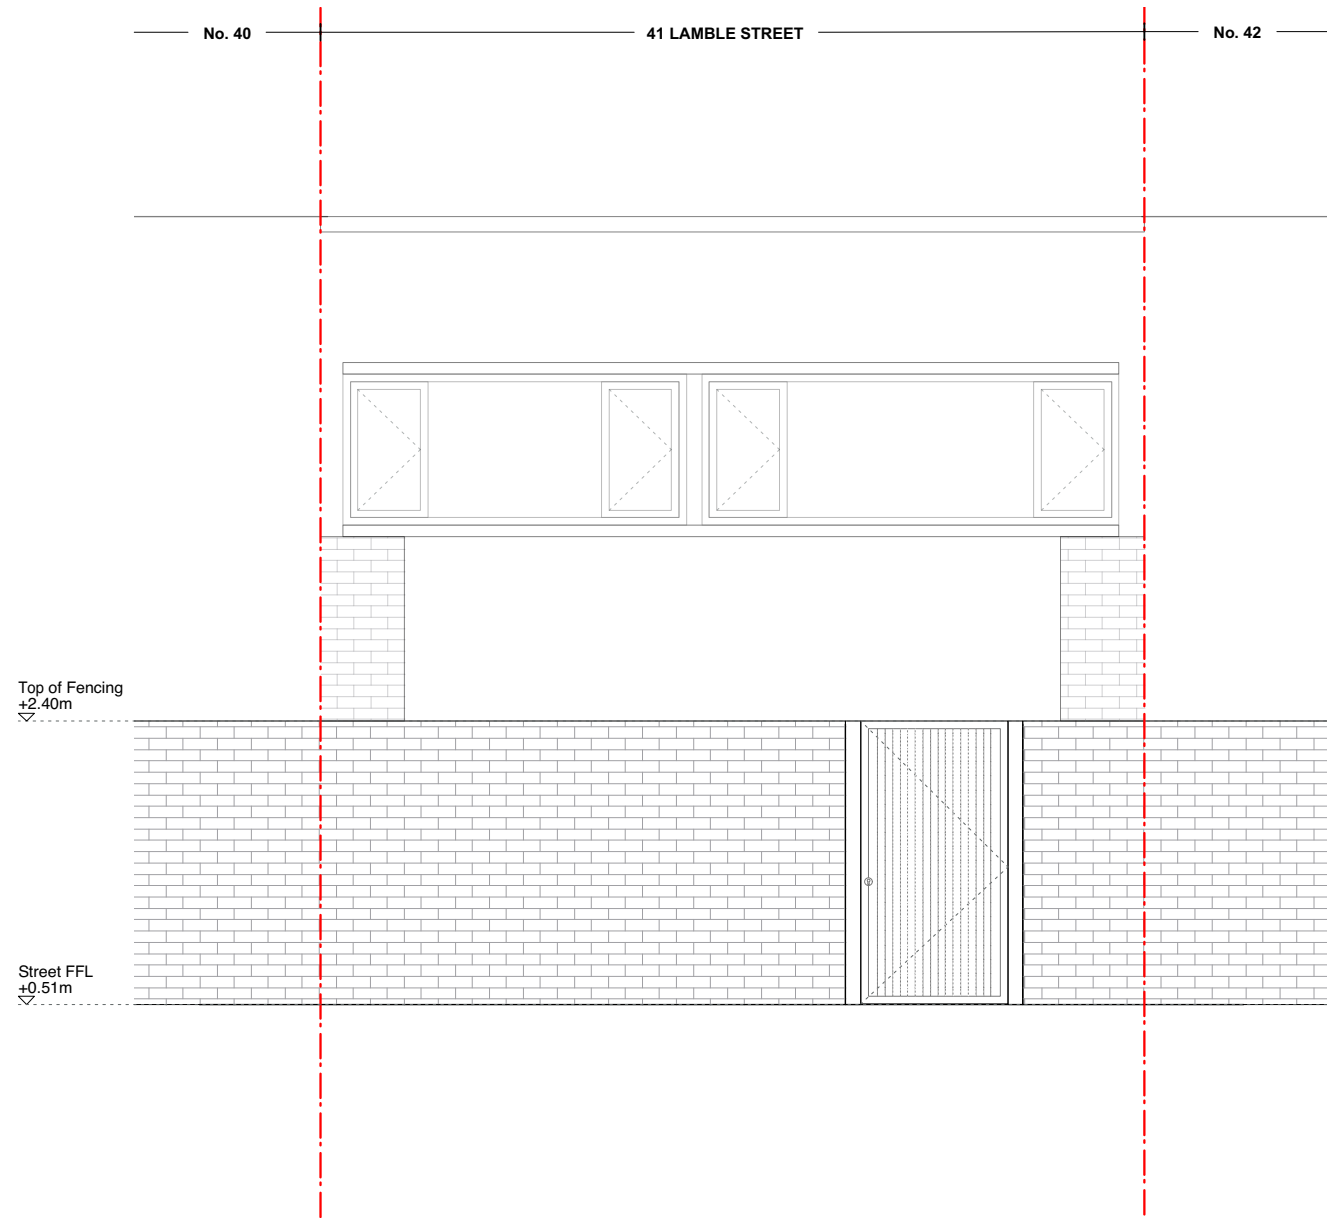 No. 40
41 LAMBLE STREET
No. 42
Top of Fencing
+2.40m
Street FFL
+0.51m